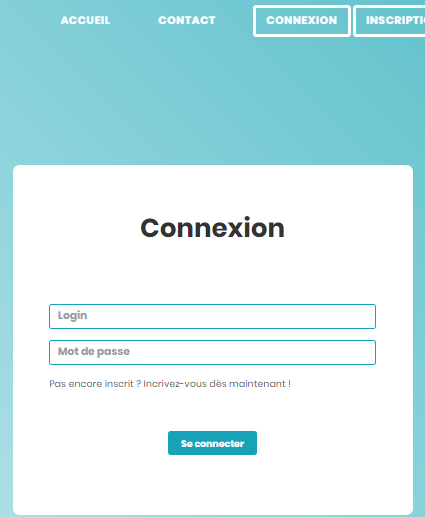 ACCUEIL CONTACT CONNEXION INSCRIPTI
Connexion
Login
Mot de passe
Pas encore inscrit ? Incrivez-vous dès maintenant !
Se connecter